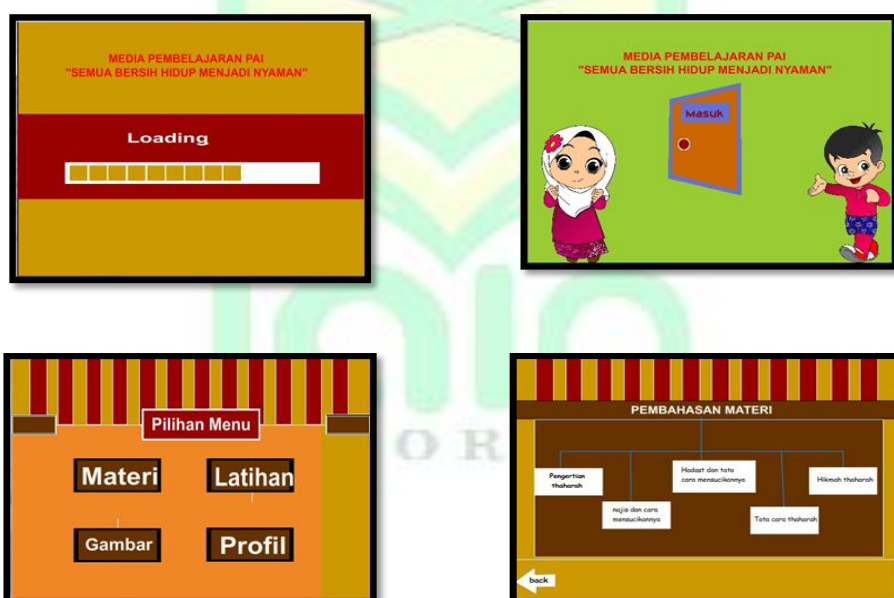 MEDIA PEMBELAJARAN PAI
"SEMUA BERSIH HIDUP MENJADI NYAMAN"
Loading
MEDIA PEMBELAJARAN PAI
"SEMUA BERSIH HIDUP MENJADI NYAMAN"
Masuk
Pilihan Menu
Materi
Latihan
Gambar
Profil
PEMBAHASAN MATERI
Pengertian
thaharah
najis dan cara
mensucikannya
Hadast dan tata
cara mensucikannya
Tata cara thaharah
Hikmah thaharah
back